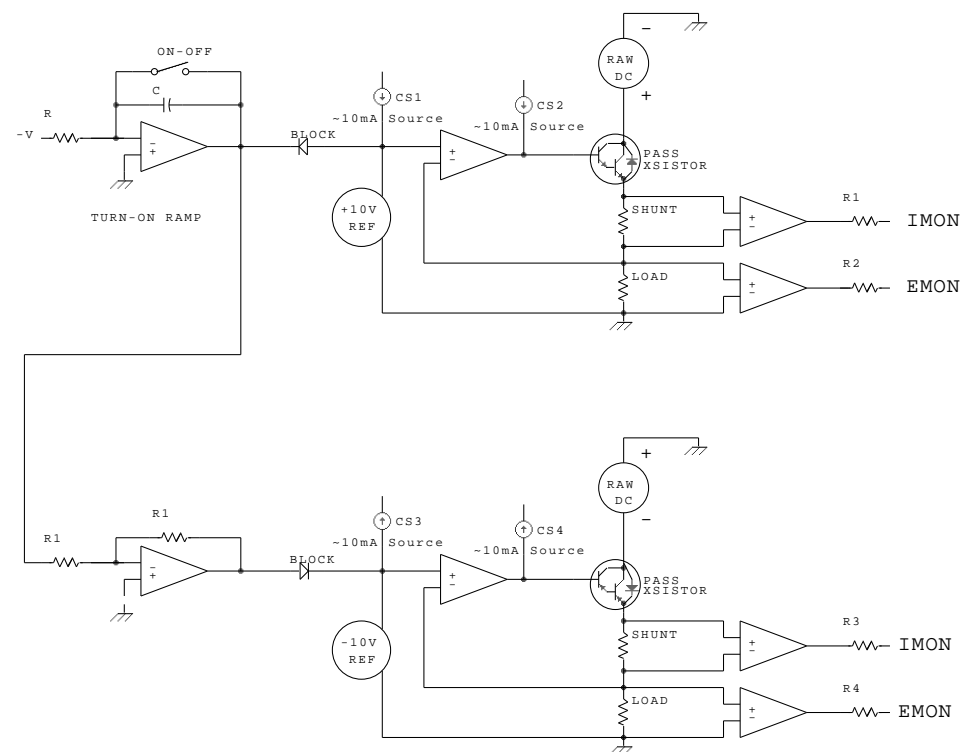 ON-OFF
C
R
-V
-
+
TURN-ON RAMP
BLOCK
CS1
~10mA Source
+10V
REF
CS2
~10mA Source
+
-
-
RAW
DC
+
PASS
XSISTOR
SHUNT
LOAD
+
-
R1
IMON
+
-
R2
EMON
R1
R1
-
+
BLOCK
CS3
~10mA Source
-10V
REF
CS4
~10mA Source
+
-
+
RAW
DC
-
PASS
XSISTOR
SHUNT
LOAD
+
-
R3
IMON
+
-
R4
EMON